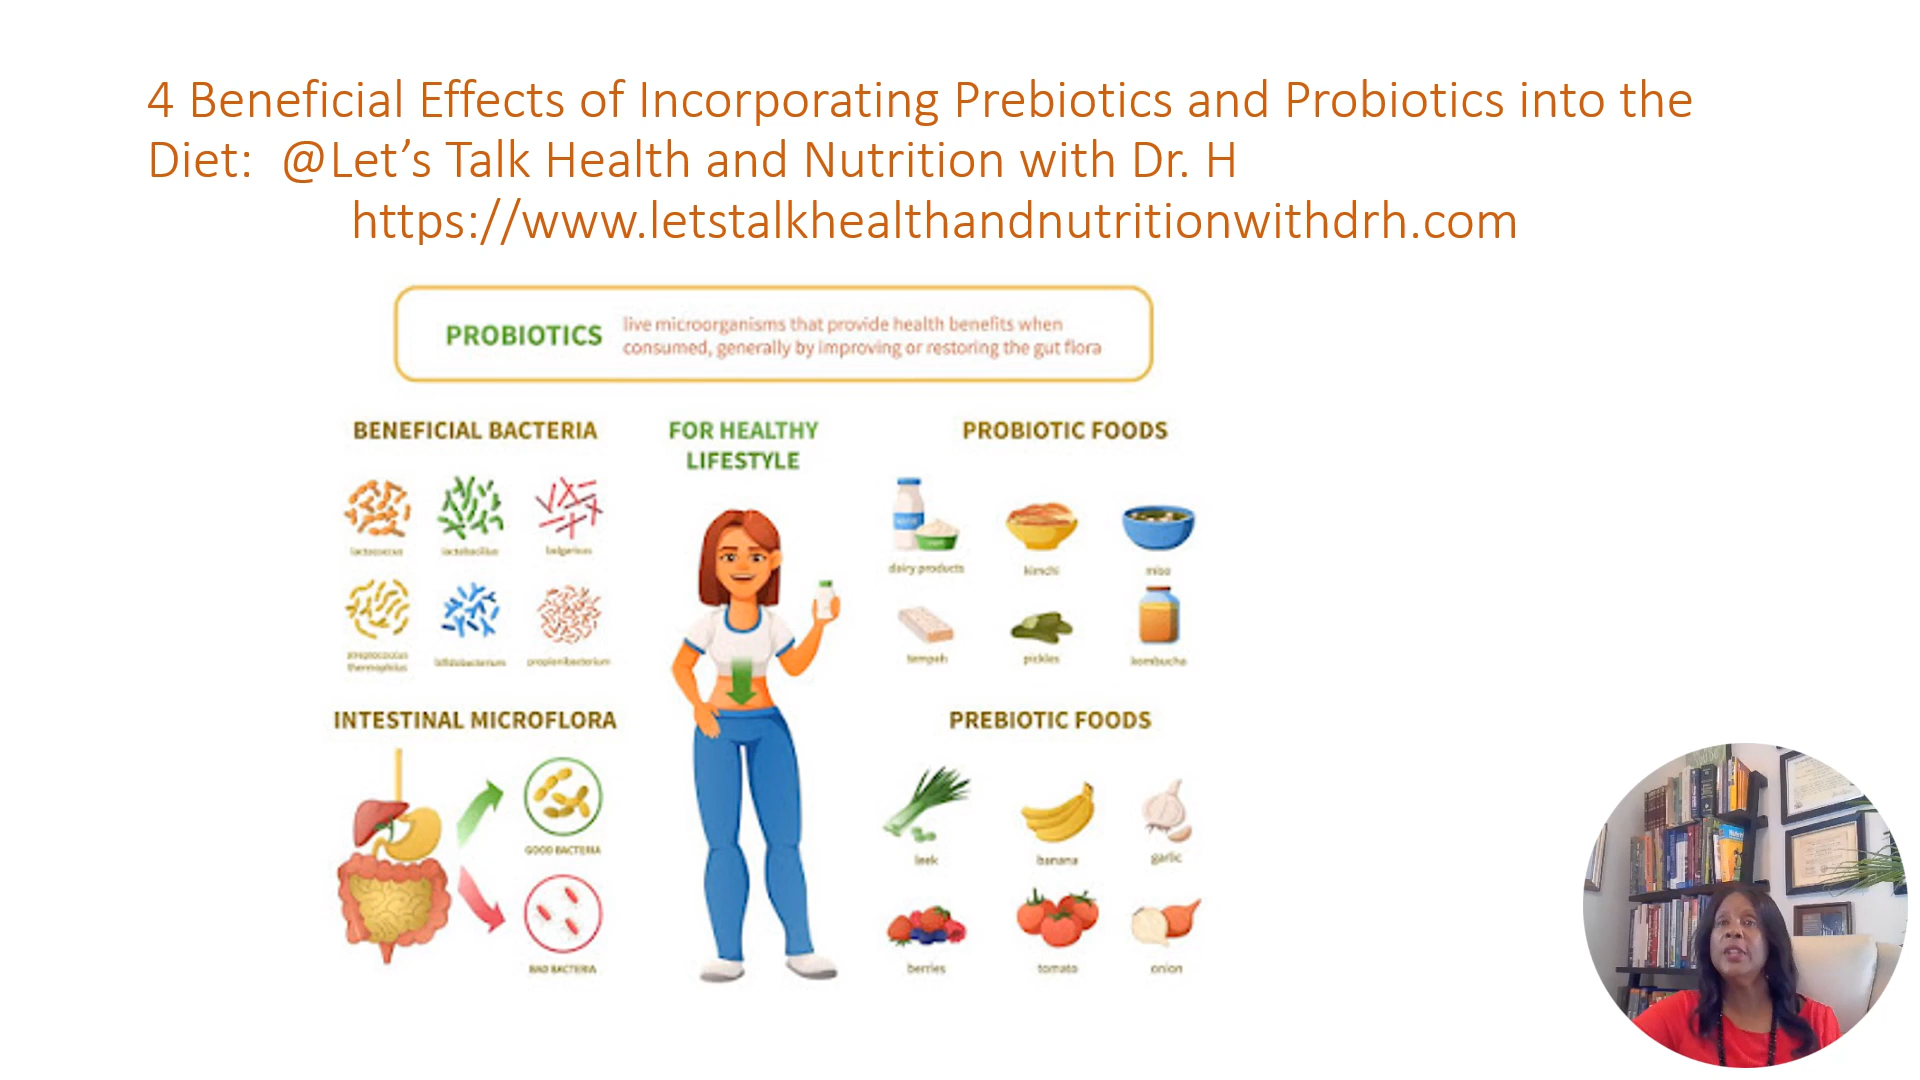 4 Beneficial Effects of Incorporating Prebiotics and Probiotics into the
Diet:  @Let’s Talk Health and Nutrition with Dr. H
https://www.letstalkhealthandnutritionwithdrh.com
PROBIOTICS
live microorganisms that provide health benefits when
consumed, generally by improving or restoring the gut flora
BENEFICIAL BACTERIA
lactococcus
lactobacillus
bulgaricus
streptococcus
thermophilus
bifidobacterium
propionibacterium
FOR HEALTHY
LIFESTYLE
PROBIOTIC FOODS
dairy products
kimchi
miso
tempeh
pickles
kombucha
INTESTINAL MICROFLORA
GOOD BACTERIA
BAD BACTERIA
PREBIOTIC FOODS
leek
banana
garlic
berries
tomato
onion